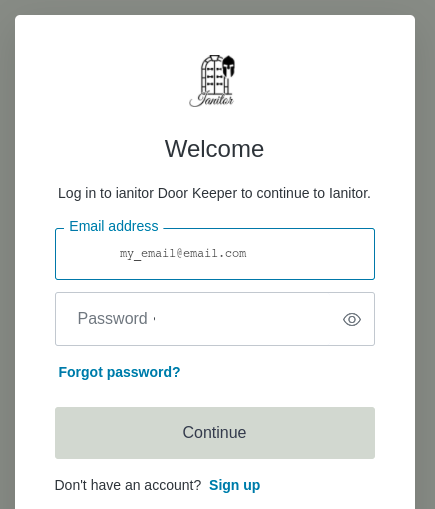 Ianitor
Welcome
Log in to ianitor Door Keeper to continue to Ianitor.
Email address
my_email@email.com
Password
Forgot password?
Continue
Don't have an account? Sign up